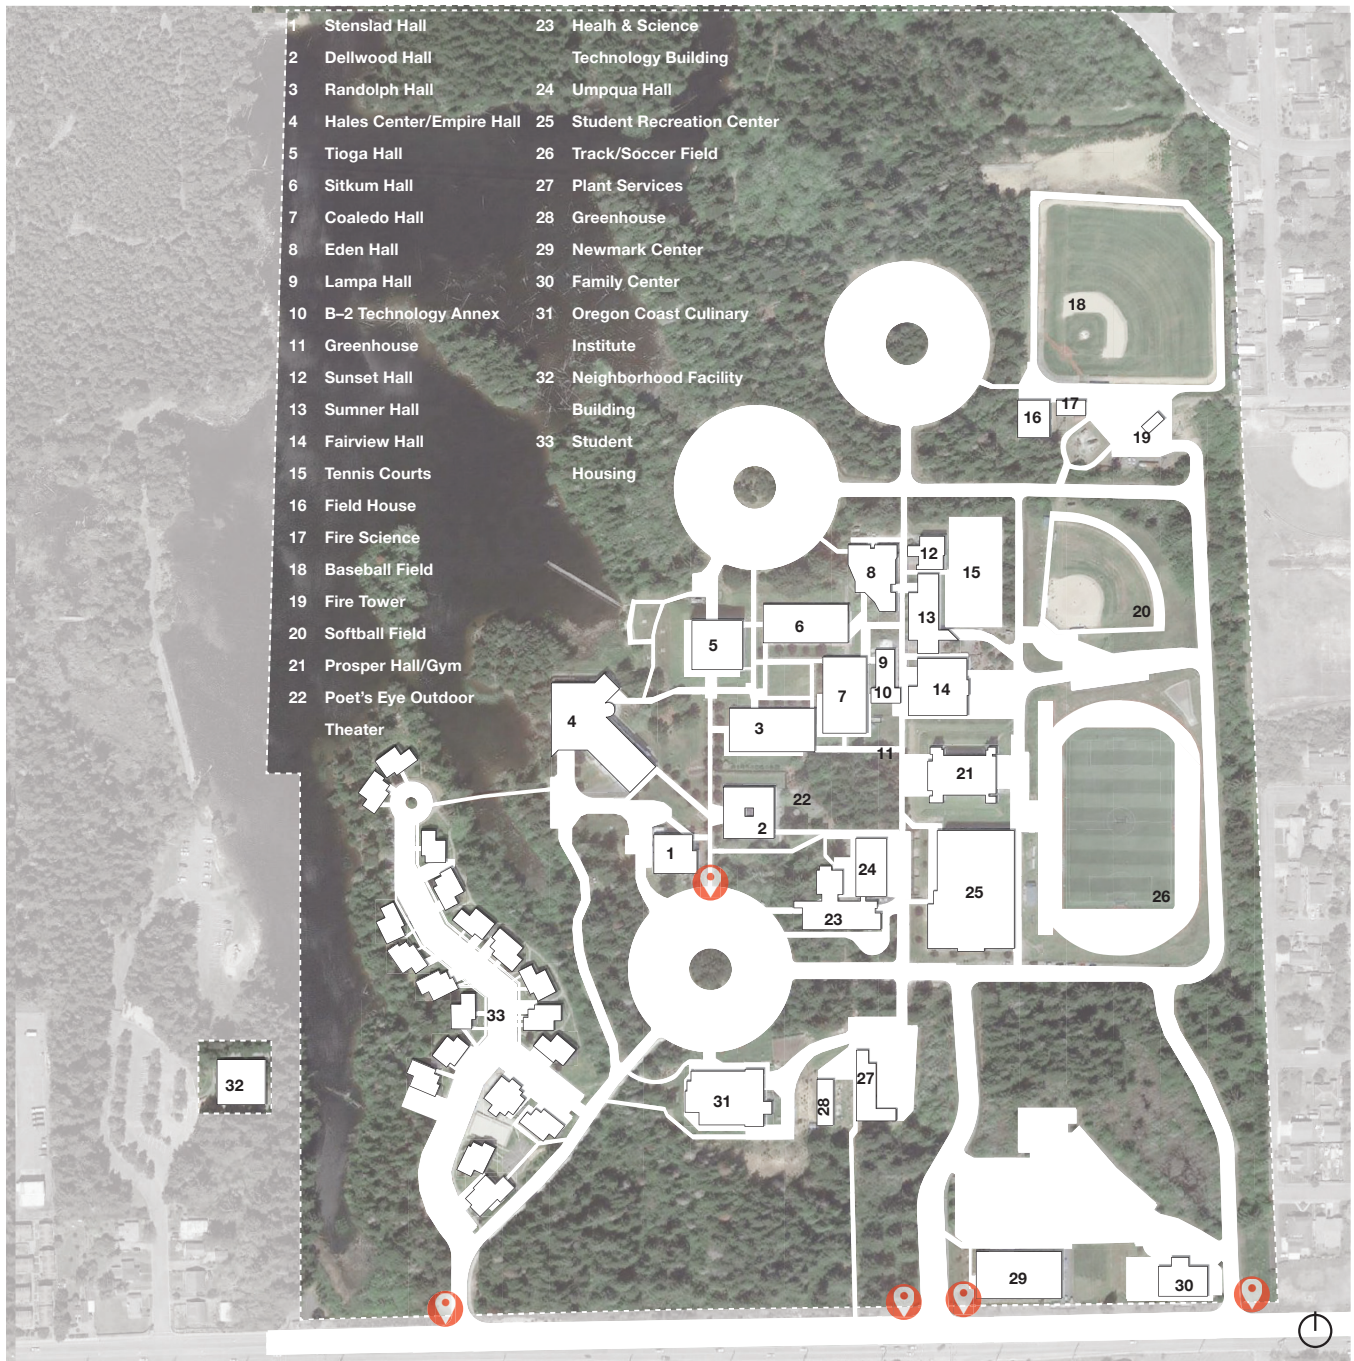 1 Stenslad Hall
2 Dellwood Hall
3 Randolph Hall
4 Hales Center/Empire Hall
5 Tioga Hall
6 Sitkum Hall
7 Coaledo Hall
8 Eden Hall
9 Lampa Hall
10 B–2 Technology Annex
11 Greenhouse
12 Sunset Hall
13 Sumner Hall
14 Fairview Hall
15 Tennis Courts
16 Field House
17 Fire Science
18 Baseball Field
19 Fire Tower
20 Softball Field
21 Prosper Hall/Gym
22 Poet's Eye Outdoor
Theater
23 Healh & Science
Technology Building
24 Umpqua Hall
25 Student Recreation Center
26 Track/Soccer Field
27 Plant Services
28 Greenhouse
29 Newmark Center
30 Family Center
31 Oregon Coast Culinary
Institute
32 Neighborhood Facility
Building
33 Student
Housing
18
17
16
19
12
8
15
20
13
6
5
9
14
10
7
4
3
11
21
22
2
1
24
25
26
23
33
27
32
31
28
29
30